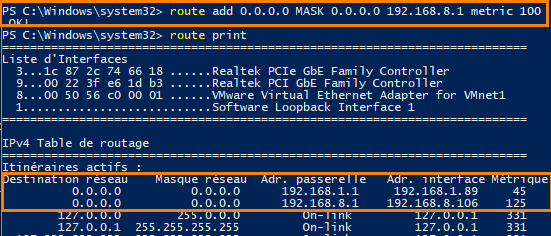 PS C:\Windows\system32> route add 0.0.0.0 MASK 0.0.0.0 192.168.8.1 metric 100
OK!
PS C:\Windows\system32> route print
===========================================================================
Liste d'Interfaces
3...1c 87 2c 74 66 18 ......Realtek PCIe GbE Family Controller
9...00 22 3f e6 1d b3 ......Realtek PCIe GbE Family Controller
8...00 50 56 c0 00 01 ......VMware Virtual Ethernet Adapter for VMnet1
1...........................Software Loopback Interface 1
===========================================================================
IPv4 Table de routage
===========================================================================
Itinéraires actifs :
Destination réseau Masque réseau Adr. passerelle Adr. interface Métrique
0.0.0.0 0.0.0.0 192.168.1.1 192.168.1.89 45
0.0.0.0 0.0.0.0 192.168.8.1 192.168.8.106 125
127.0.0.0 255.0.0.0 On-link 127.0.0.1 331
127.0.0.1 255.255.255.255 On-link 127.0.0.1 331